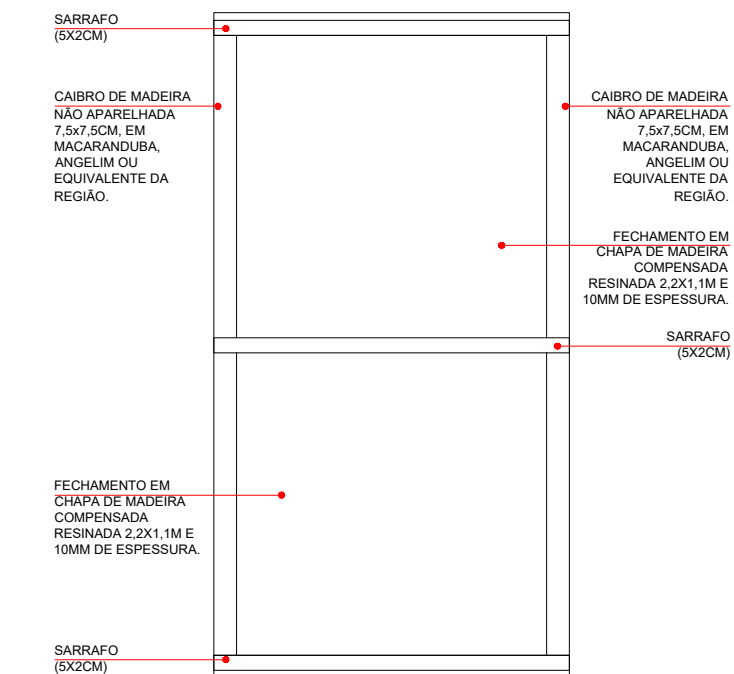 SARRAFO
(5X2CM)
CAIBRO DE MADEIRA
NÃO APARELHADA
7,5x7,5CM, EM
MACARANDUBA,
ANGELIM OU
EQUIVALENTE DA
REGIÃO.
CAIBRO DE MADEIRA
NÃO APARELHADA
7,5x7,5CM, EM
MACARANDUBA,
ANGELIM OU
EQUIVALENTE DA
REGIÃO.
FECHAMENTO EM
CHAPA DE MADEIRA
COMPENSADA
RESINADA 2,2X1,1M E
10MM DE ESPESSURA.
SARRAFO
(5X2CM)
FECHAMENTO EM
CHAPA DE MADEIRA
COMPENSADA
RESINADA 2,2X1,1M E
10MM DE ESPESSURA.
SARRAFO
(5X2CM)